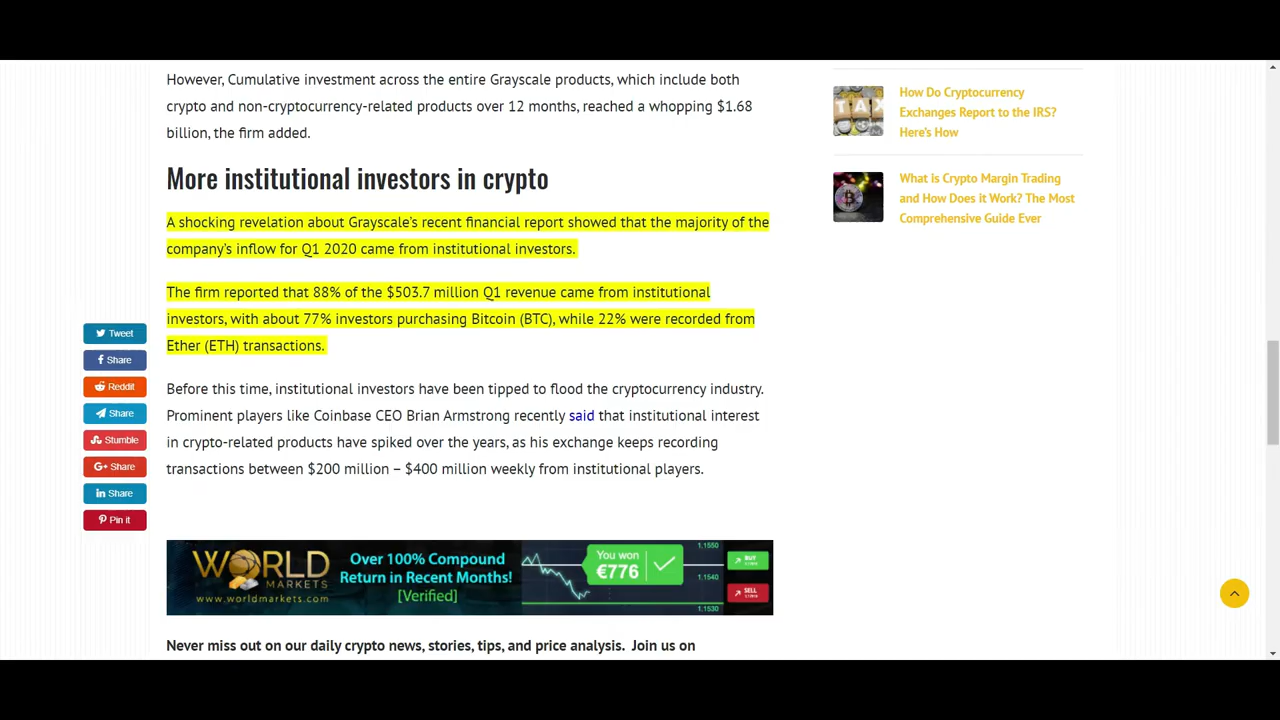 However, Cumulative investment across the entire Grayscale products, which include both
crypto and non-cryptocurrency-related products over 12 months, reached a whopping $1.68
billion, the firm added.
More institutional investors in crypto
A shocking revelation about Grayscale's recent financial report showed that the majority of the
company's inflow for Q1 2020 came from institutional investors.
The firm reported that 88% of the $503.7 million Q1 revenue came from institutional
investors, with about 77% investors purchasing Bitcoin (BTC), while 22% were recorded from
Ether (ETH) transactions.
Before this time, institutional investors have been tipped to flood the cryptocurrency industry.
Prominent players like Coinbase CEO Brian Armstrong recently said that institutional interest
in crypto-related products have spiked over the years, as his exchange keeps recording
transactions between $200 million – $400 million weekly from institutional players.
Tweet
Share
Reddit
Share
Stumble
Share
Share
Pin it
WORLD
MARKETS
www.worldmarkets.com
Over 100% Compound
Return in Recent Months!
[Verified]
You won
€776
1.1550
1.1540
1.1530
BUY
SELL
Never miss out on our daily crypto news, stories, tips, and price analysis. Join us on
TAX
How Do Cryptocurrency
Exchanges Report to the IRS?
Here's How
What is Crypto Margin Trading
and How Does it Work? The Most
Comprehensive Guide Ever